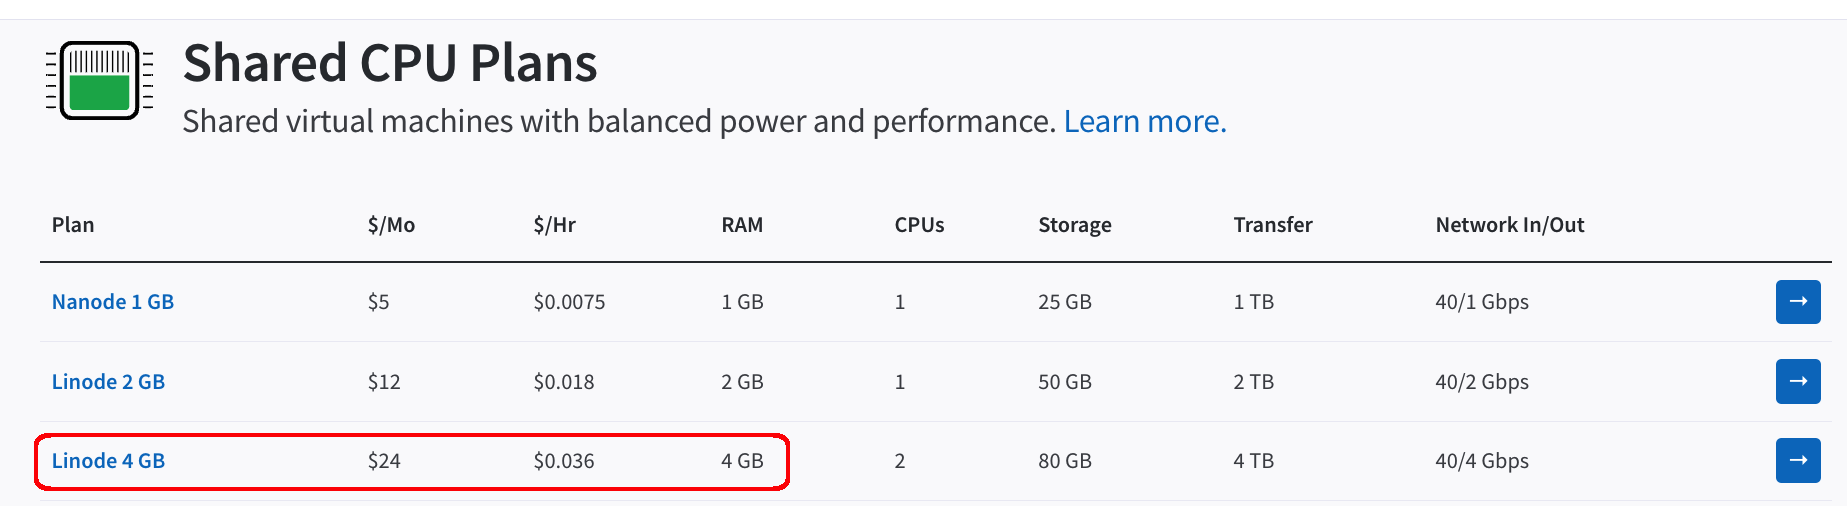 Shared CPU Plans
Shared virtual machines with balanced power and performance. Learn more.
Plan $/Mo $/Hr RAM CPUs Storage Transfer Network In/Out
Nanode 1 GB $5 $0.0075 1 GB 1 25 GB 1 TB 40/1 Gbps →
Linode 2 GB $12 $0.018 2 GB 1 50 GB 2 TB 40/2 Gbps →
Linode 4 GB $24 $0.036 4 GB 2 80 GB 4 TB 40/4 Gbps →